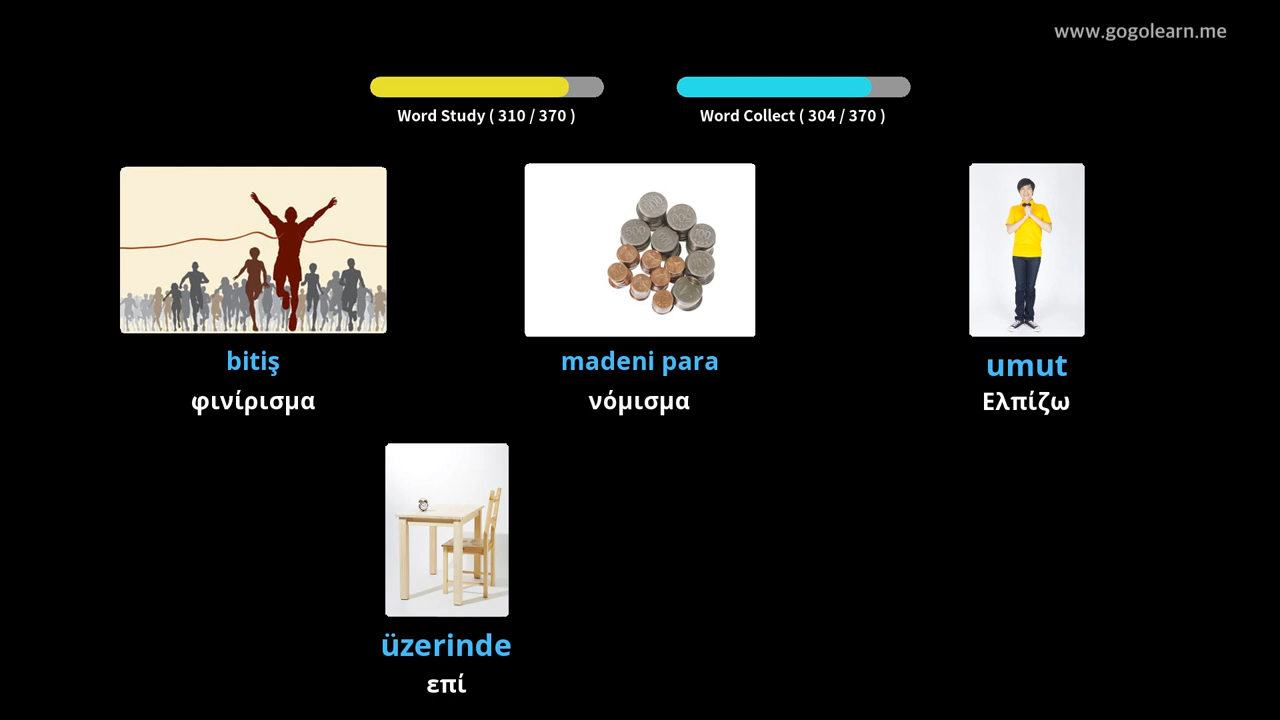 www.gogolearn.me
Word Study ( 310 / 370 )
Word Collect ( 304 / 370 )
bitiş
φινίρισμα
madeni para
νόμισμα
umut
Ελπίζω
üzerinde
επί